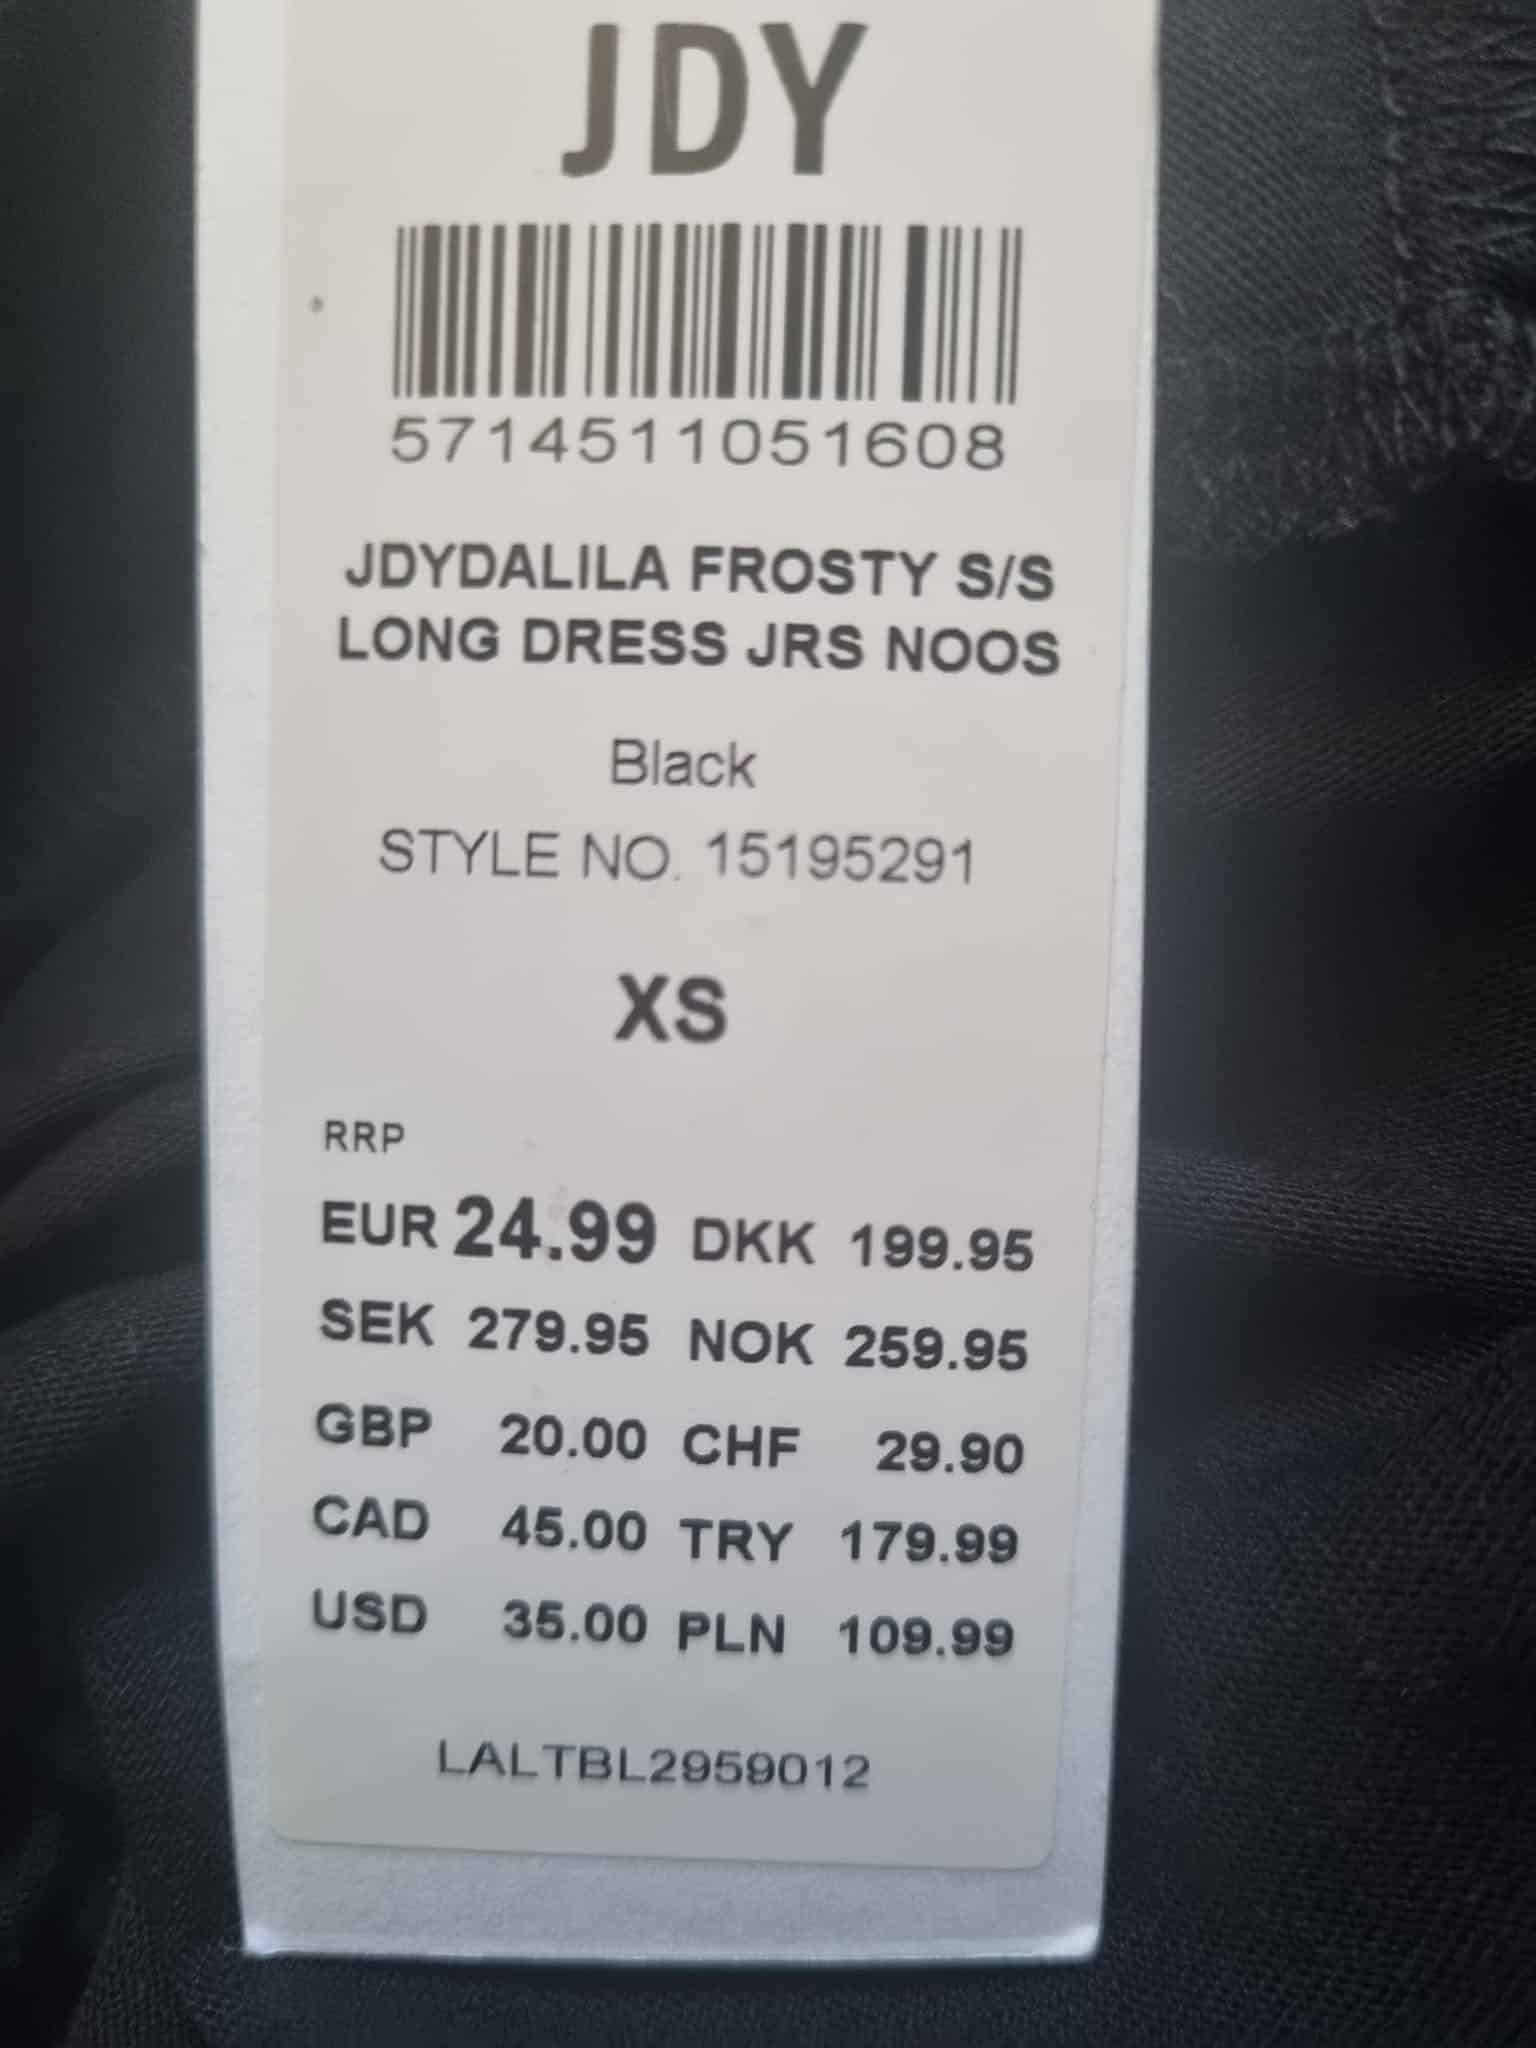 JDY
5714511051608
JDYDALILA FROSTY S/S
LONG DRESS JRS NOOS
Black
STYLE NO. 15195291
XS
RRP
EUR 24.99 DKK 199.95
SEK 279.95 NOK 259.95
GBP 20.00 CHF 29.90
CAD 45.00 TRY 179.99
USD 35.00 PLN 109.99
LALTBL2959012